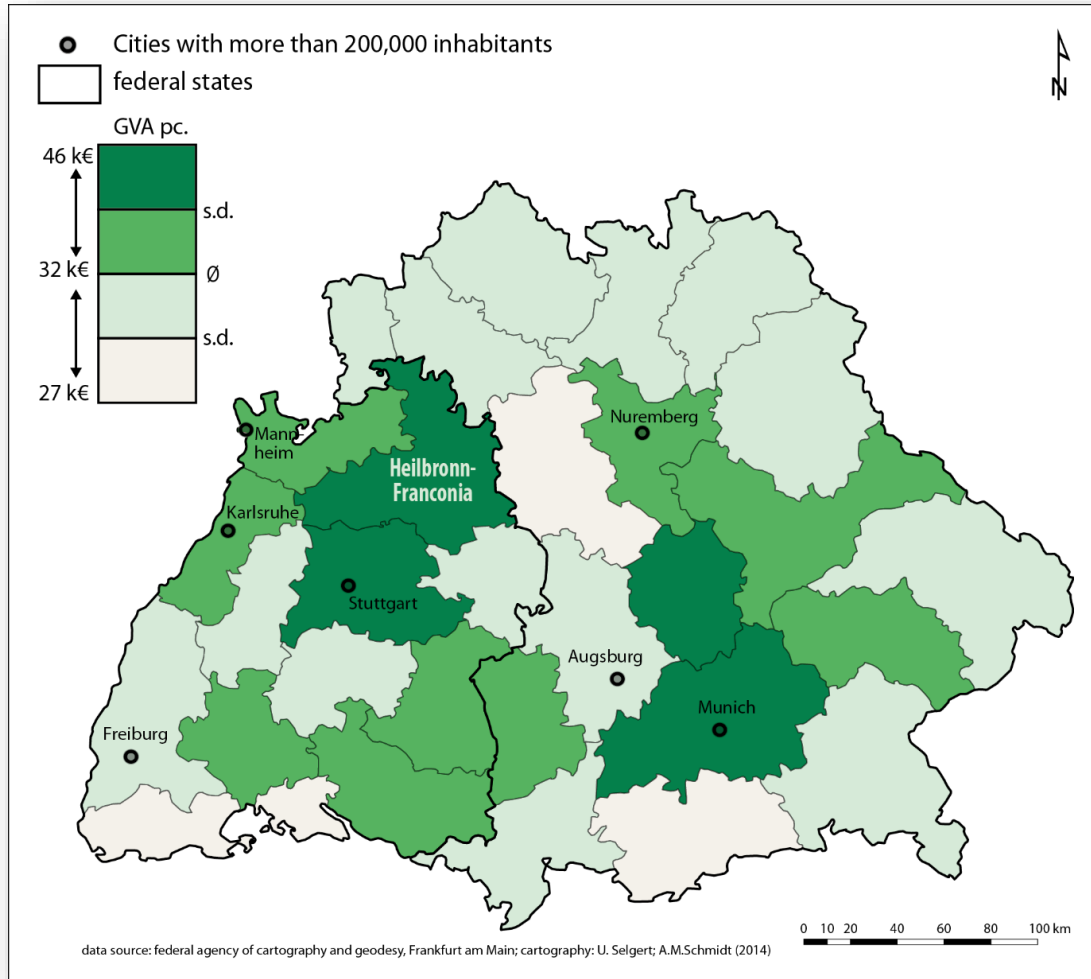 Cities with more than 200,000 inhabitants
federal states
N
GVA pc.
46 k€
s.d.
32 k€
Ø
s.d.
27 k€
Nuremberg
Mann-
heim
Heilbronn-
Franconia
Karlsruhe
Stuttgart
Augsburg
Munich
Freiburg
0 10 20 40 60 80 100 km
data source: federal agency of cartography and geodesy, Frankfurt am Main; cartography: U. Selgert; A.M.Schmidt (2014)